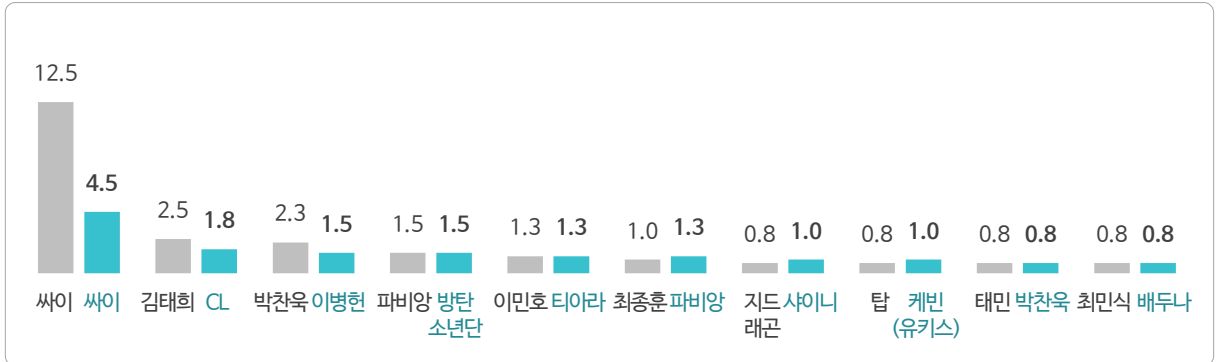 12.5
4.5
2.5 1.8
2.3 1.5
1.5 1.5
1.3 1.3
1.0 1.3
0.8 1.0
0.8 1.0
0.8 0.8
0.8 0.8
싸이 싸이
김태희 CL
박찬욱 이병헌
파비앙 방탄
소년단
이민호 티아라
최종훈 파비앙
지드 샤이니
래곤
탑 케빈
(유키스)
태민 박찬욱
최민식 배두나